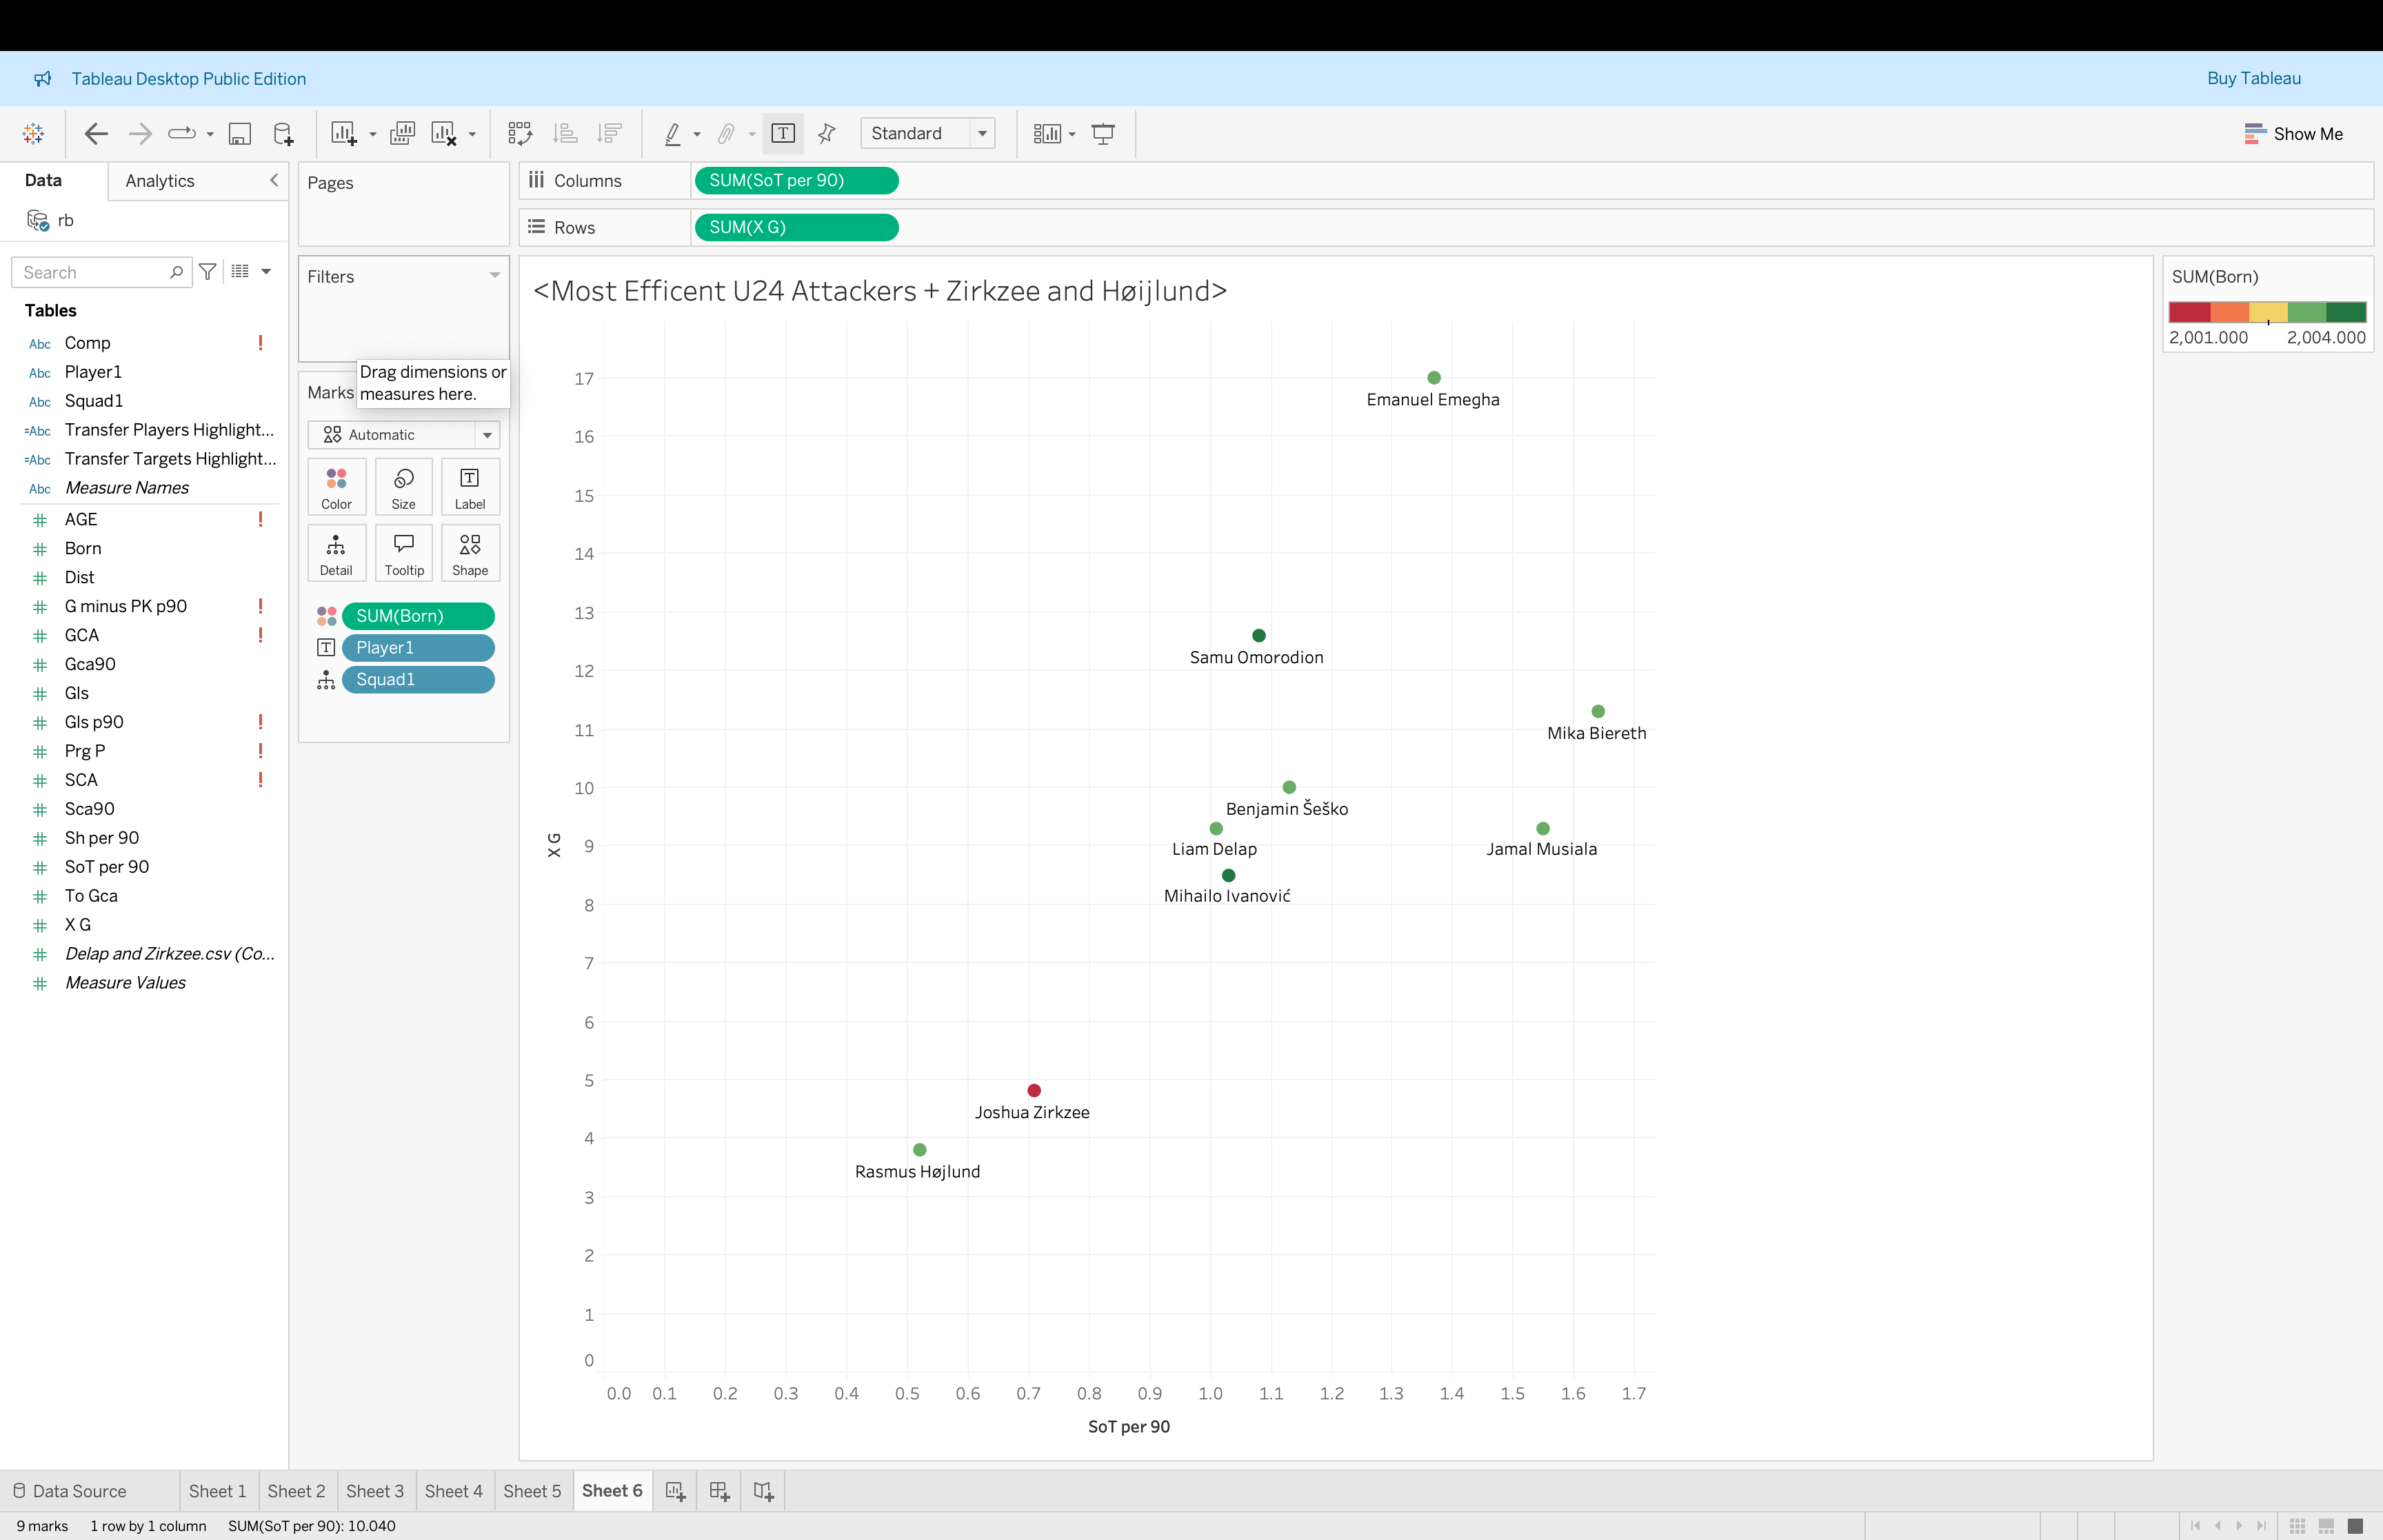 Tableau Desktop Public Edition
Buy Tableau
Standard
Show Me
Data
Analytics
rb
Search
Tables
Abc Comp !
Abc Player1
Abc Squad1
=Abc Transfer Players Highlight...
=Abc Transfer Targets Highlight...
Abc Measure Names
# AGE !
# Born
# Dist
# G minus PK p90 !
# GCA !
# Gca90
# Gls
# Gls p90 !
# Prg P !
# SCA !
# Sca90
# Sh per 90
# SoT per 90
# To Gca
# X G
# Delap and Zirkzee.csv (Co...
# Measure Values
Pages
Filters
Drag dimensions or
measures here.
Marks
Automatic
Color
Size
T
Label
Detail
Tooltip
Shape
SUM(Born)
T Player1
Squad1
Columns
SUM(SoT per 90)
Rows
SUM(X G)
<Most Efficent U24 Attackers + Zirkzee and Høijlund>
17
16
15
14
13
12
11
10
9
8
7
6
5
4
3
2
1
0
X G
Emanuel Emegha
Samu Omorodion
Mika Biereth
Benjamin Šeško
Liam Delap
Jamal Musiala
Mihailo Ivanović
Joshua Zirkzee
Rasmus Højlund
0.0 0.1 0.2 0.3 0.4 0.5 0.6 0.7 0.8 0.9 1.0 1.1 1.2 1.3 1.4 1.5 1.6 1.7
SoT per 90
SUM(Born)
2,001.000 2,004.000
Data Source
Sheet 1
Sheet 2
Sheet 3
Sheet 4
Sheet 5
Sheet 6
9 marks 1 row by 1 column SUM(SoT per 90): 10.040